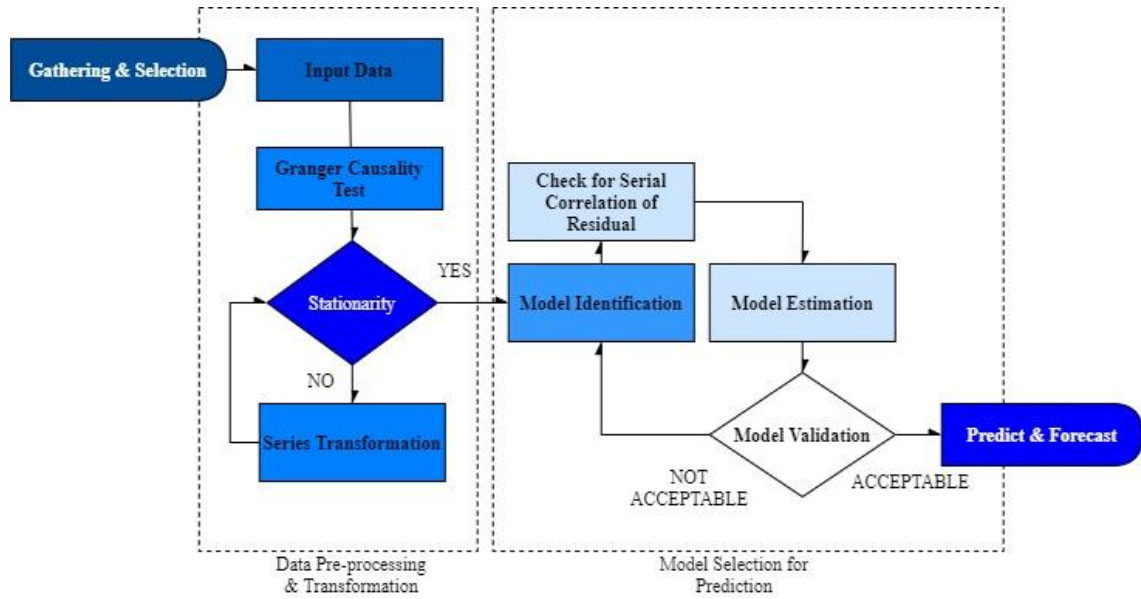 Gathering & Selection
Input Data
Granger Causality
Test
Stationarity
YES
NO
Series Transformation
Data Pre-processing
& Transformation
Check for Serial
Correlation of
Residual
Model Identification
Model Estimation
Model Validation
NOT
ACCEPTABLE
ACCEPTABLE
Predict & Forecast
Model Selection for
Prediction